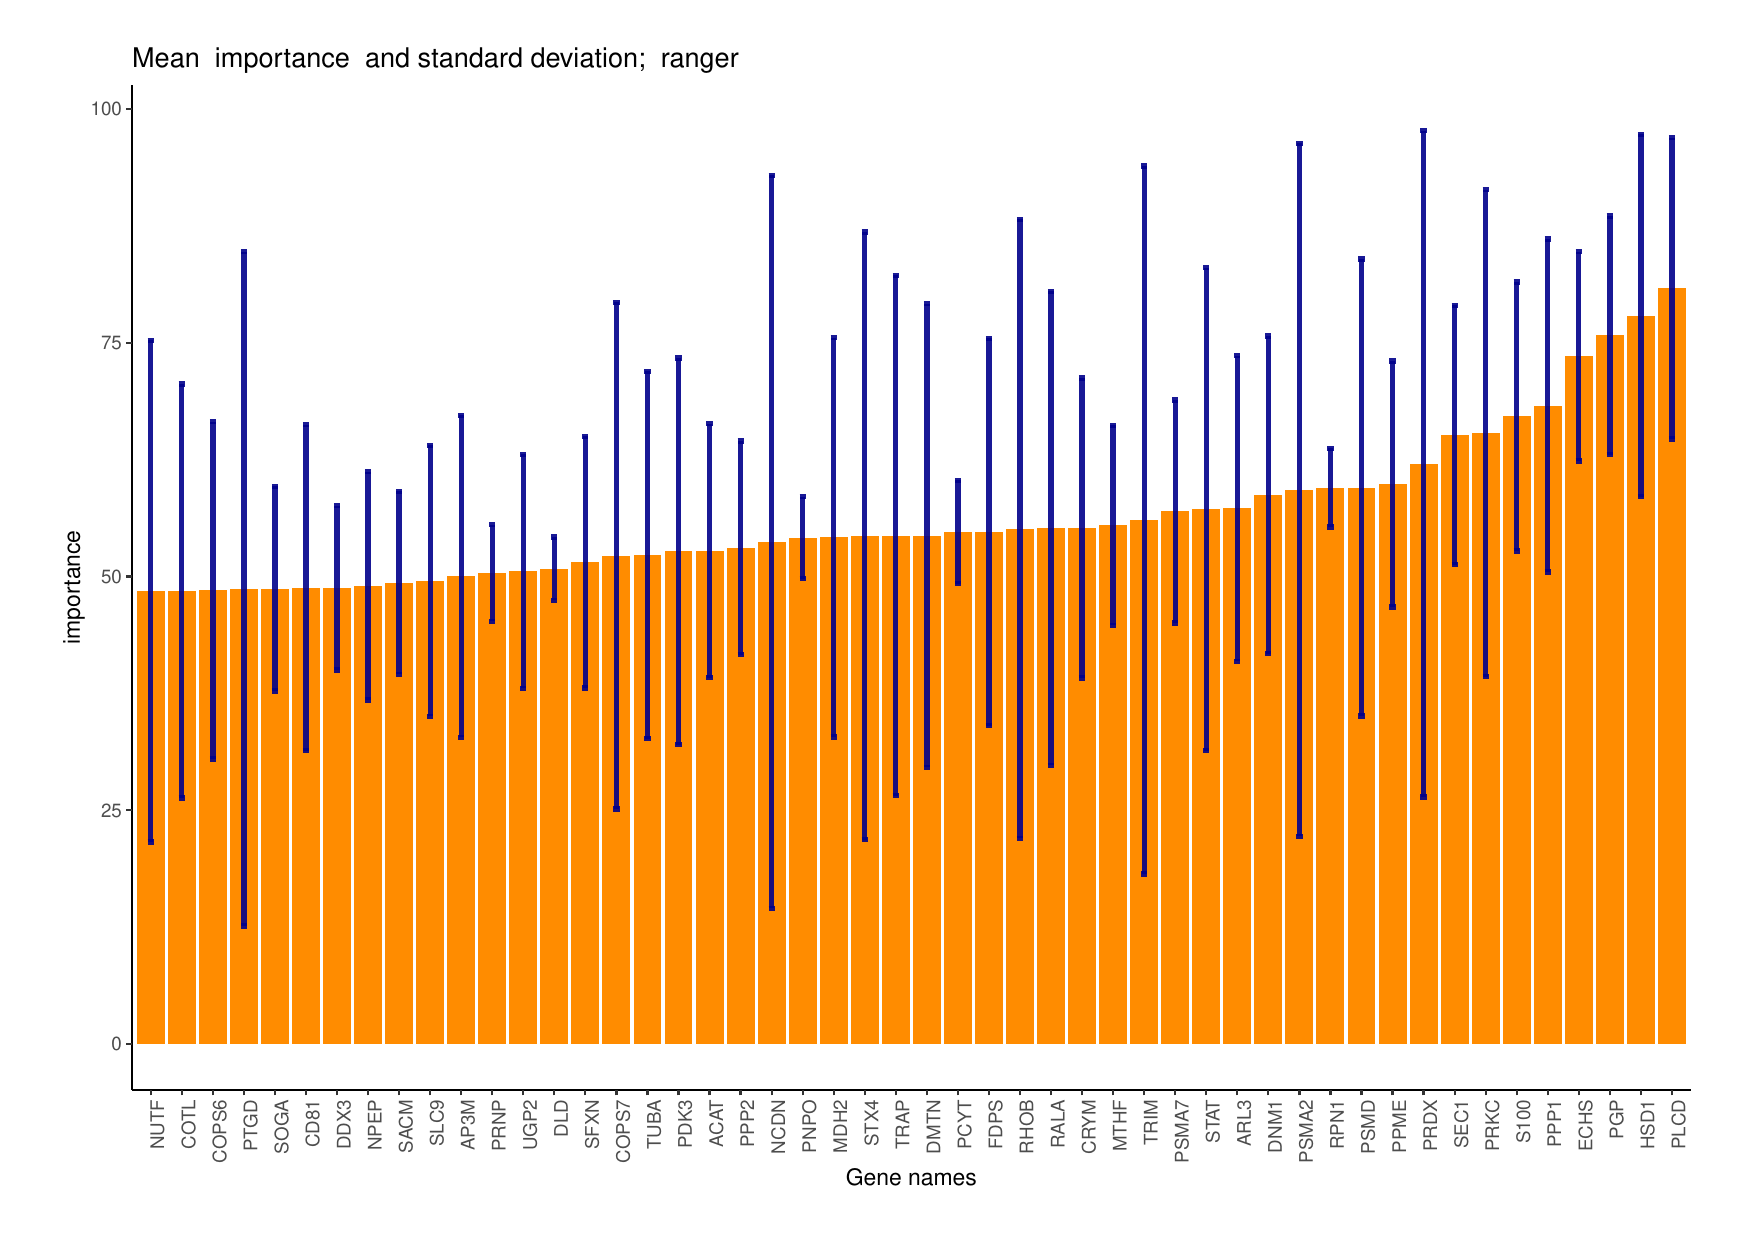 Mean importance and standard deviation; ranger
100
75
50
25
0
importance
NUTF
COTL
COPS6
PTGD
SOGA
CD81
DDX3
NPEP
SACM
SLC9
AP3M
PRNP
UGP2
DLD
SFXN
COPS7
TUBA
PDK3
ACAT
PPP2
NCDN
PNPO
MDH2
STX4
TRAP
DMTN
PCYT
FDPS
RHOB
RALA
CRYM
MTHF
TRIM
PSMA7
STAT
ARL3
DNM1
PSMA2
RPN1
PSMD
PPME
PRDX
SEC1
PRKC
S100
PPP1
ECHS
PGP
HSD1
PLCD
Gene names